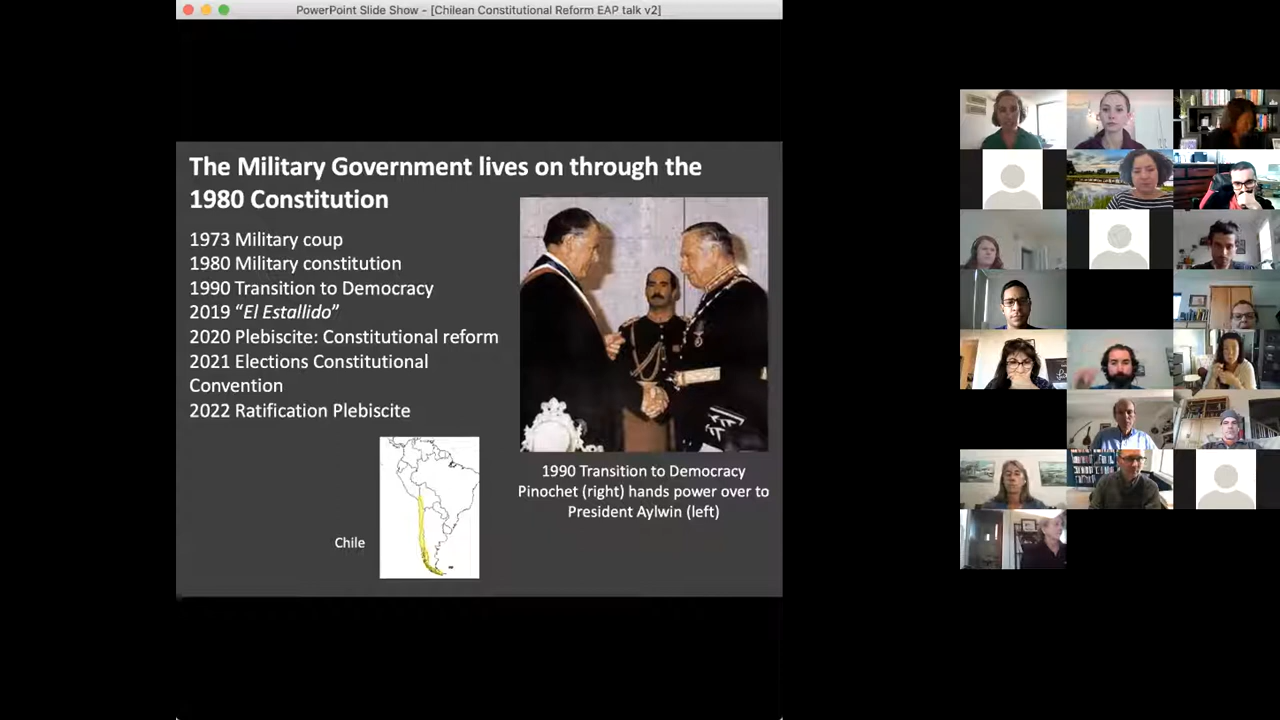 PowerPoint Slide Show - [Chilean Constitutional Reform EAP talk v2]
The Military Government lives on through the
1980 Constitution
1973 Military coup
1980 Military constitution
1990 Transition to Democracy
2019 “El Estallido”
2020 Plebiscite: Constitutional reform
2021 Elections Constitutional
Convention
2022 Ratification Plebiscite
1990 Transition to Democracy
Pinochet (right) hands power over to
President Aylwin (left)
Chile